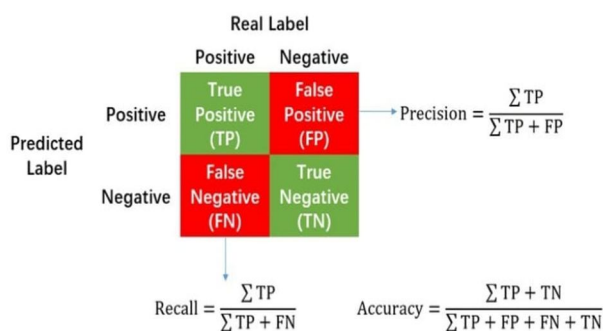 Real Label
Positive Negative
True Positive (TP)
False Positive (FP)
Positive
Precision = ∑ TP / ∑ TP + FP
Predicted Label
Negative
False Negative (FN)
True Negative (TN)
Recall = ∑ TP / ∑ TP + FN
Accuracy = ∑ TP + TN / ∑ TP + FP + FN + TN